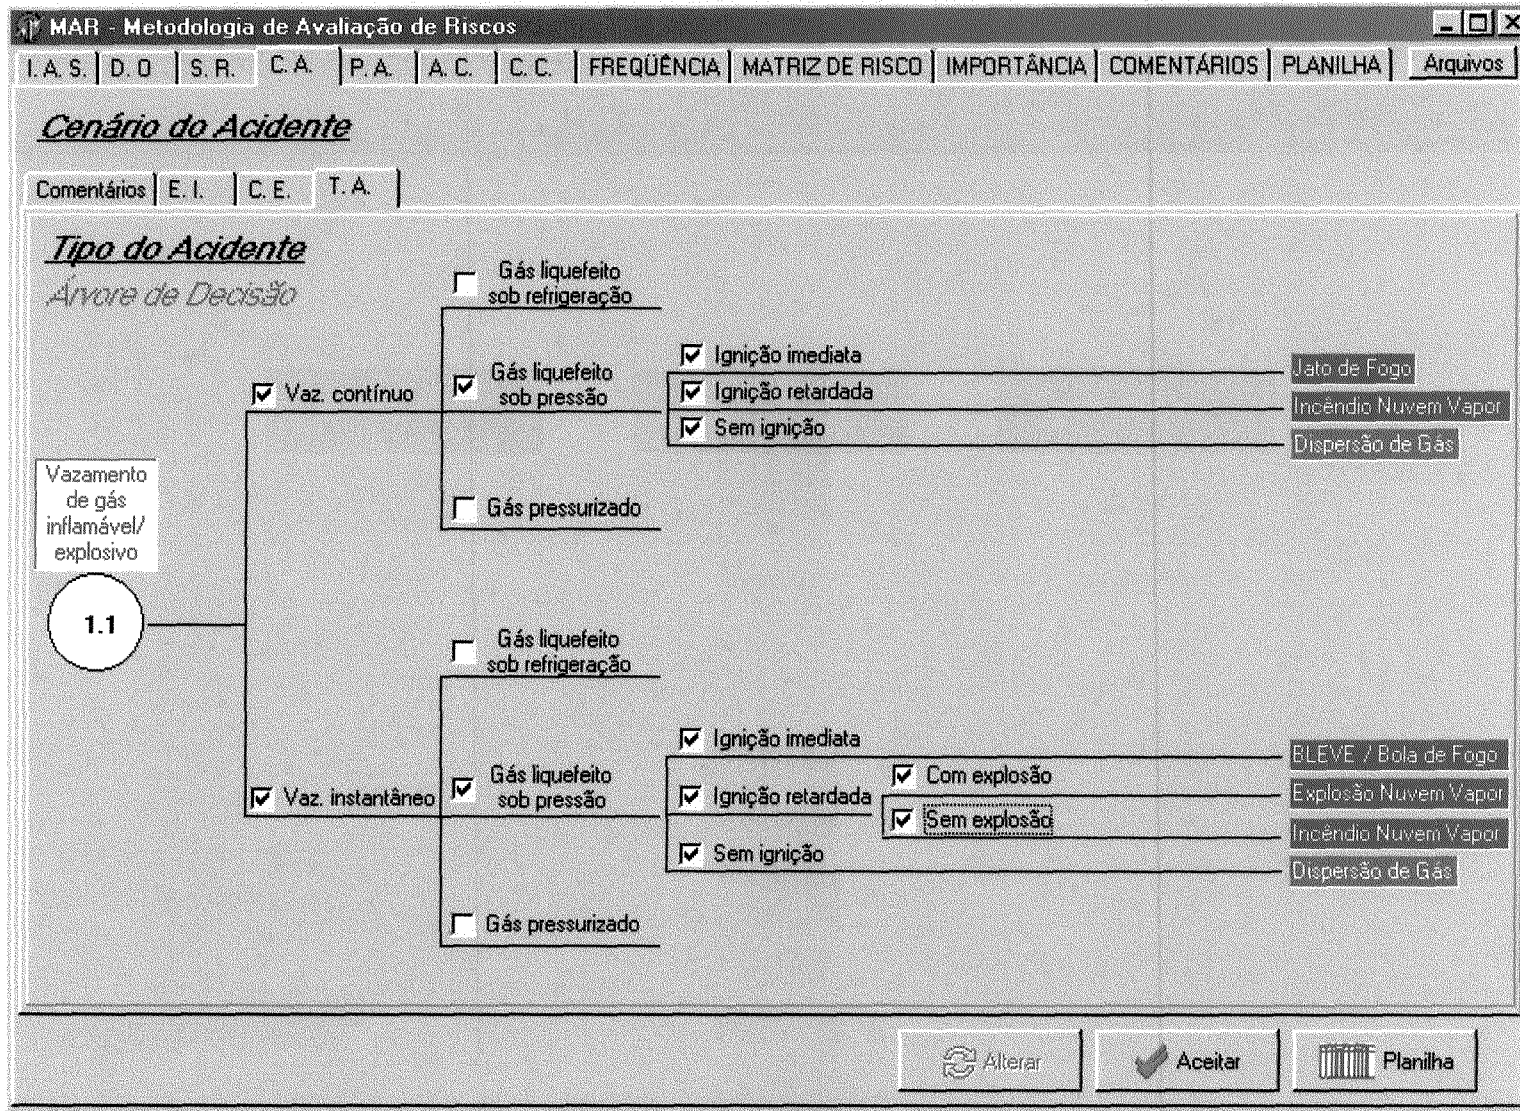 MAR - Metodologia de Avaliação de Riscos
I. A. S. D. O S. R. C. A. P. A. A. C. C. C. FREQÜÊNCIA MATRIZ DE RISCO IMPORTÂNCIA COMENTÁRIOS PLANILHA Arquivos
Cenário do Acidente
Comentários E. I. C. E. T. A.
Tipo do Acidente
Árvore de Decisão
Gás liquefeito
sob refrigeração
Ignição imediata
Jato de Fogo
Vaz. contínuo
Gás liquefeito
sob pressão
Ignição retardada
Incêndio Nuvem Vapor
Sem ignição
Dispersão de Gás
Gás pressurizado
Vazamento
de gás
inflamável/
explosivo
1.1
Gás liquefeito
sob refrigeração
Ignição imediata
BLEVE / Bola de Fogo
Vaz. instantâneo
Gás liquefeito
sob pressão
Ignição retardada
Com explosão
Explosão Nuvem Vapor
Sem explosão
Incêndio Nuvem Vapor
Sem ignição
Dispersão de Gás
Gás pressurizado
Alterar Aceitar Planilha